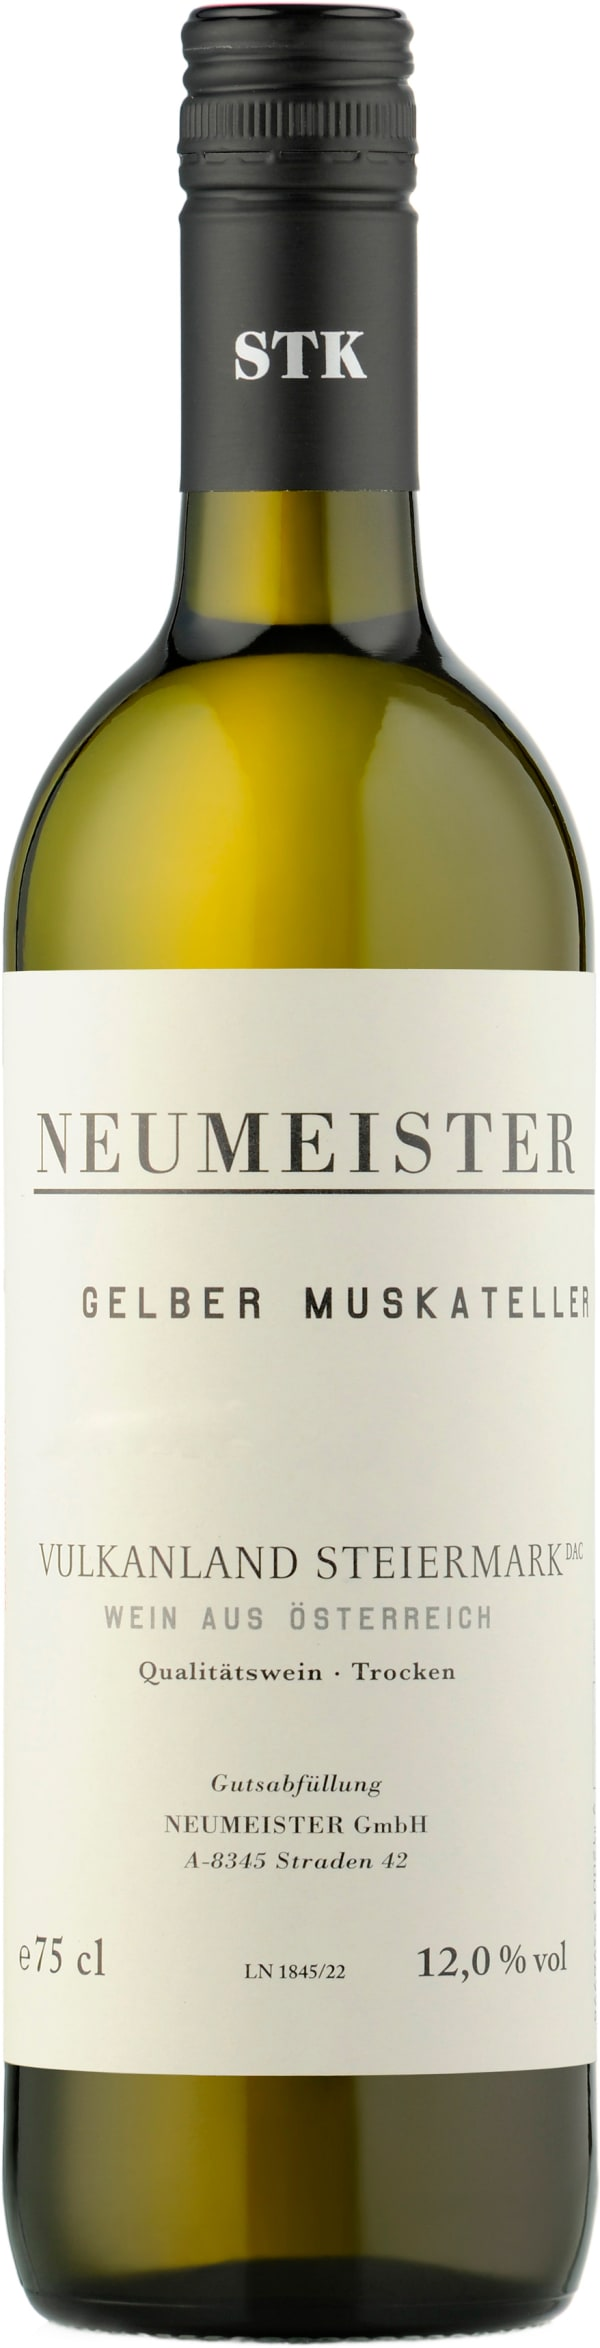 STK
NEUMEISTER
GELBER MUSKATELLER
VULKANLAND STEIERMARK DAC
WEIN AUS ÖSTERREICH
Qualitätswein · Trocken
Gutsabfüllung
NEUMEISTER GmbH
A-8345 Straden 42
e75 cl
LN 1845/22
12,0 % vol